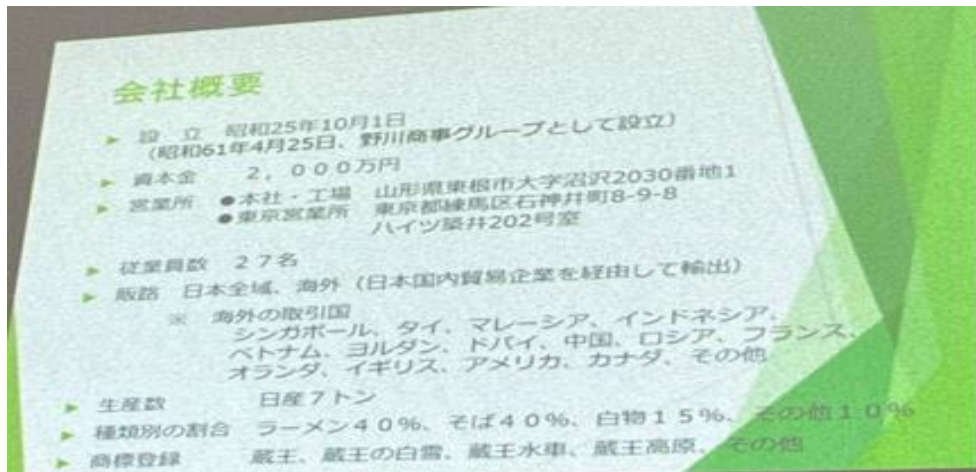 会社概要
▶ 設 立 昭和25年10月1日
(昭和61年4月25日、野川商事グループとして設立)
▶ 資本金 2,000万円
▶ 営業所 ●本社・工場 山形県東根市大字沼沢2030番地1
●東京営業所 東京都練馬区石神井町8-9-8
ハイツ築井202号室
▶ 従業員数 27名
▶ 販路 日本全域、海外(日本国内貿易企業を経由して輸出)
※ 海外の取引国
シンガポール、タイ、マレーシア、インドネシア、
ベトナム、ヨルダン、ドバイ、中国、ロシア、フランス、
オランダ、イギリス、アメリカ、カナダ、その他
▶ 生産数 日産7トン
▶ 種類別の割合 ラーメン40%、そば40%、白物15%、その他10%
▶ 商標登録 蔵王、蔵王の白雪、蔵王水車、蔵王高原、その他